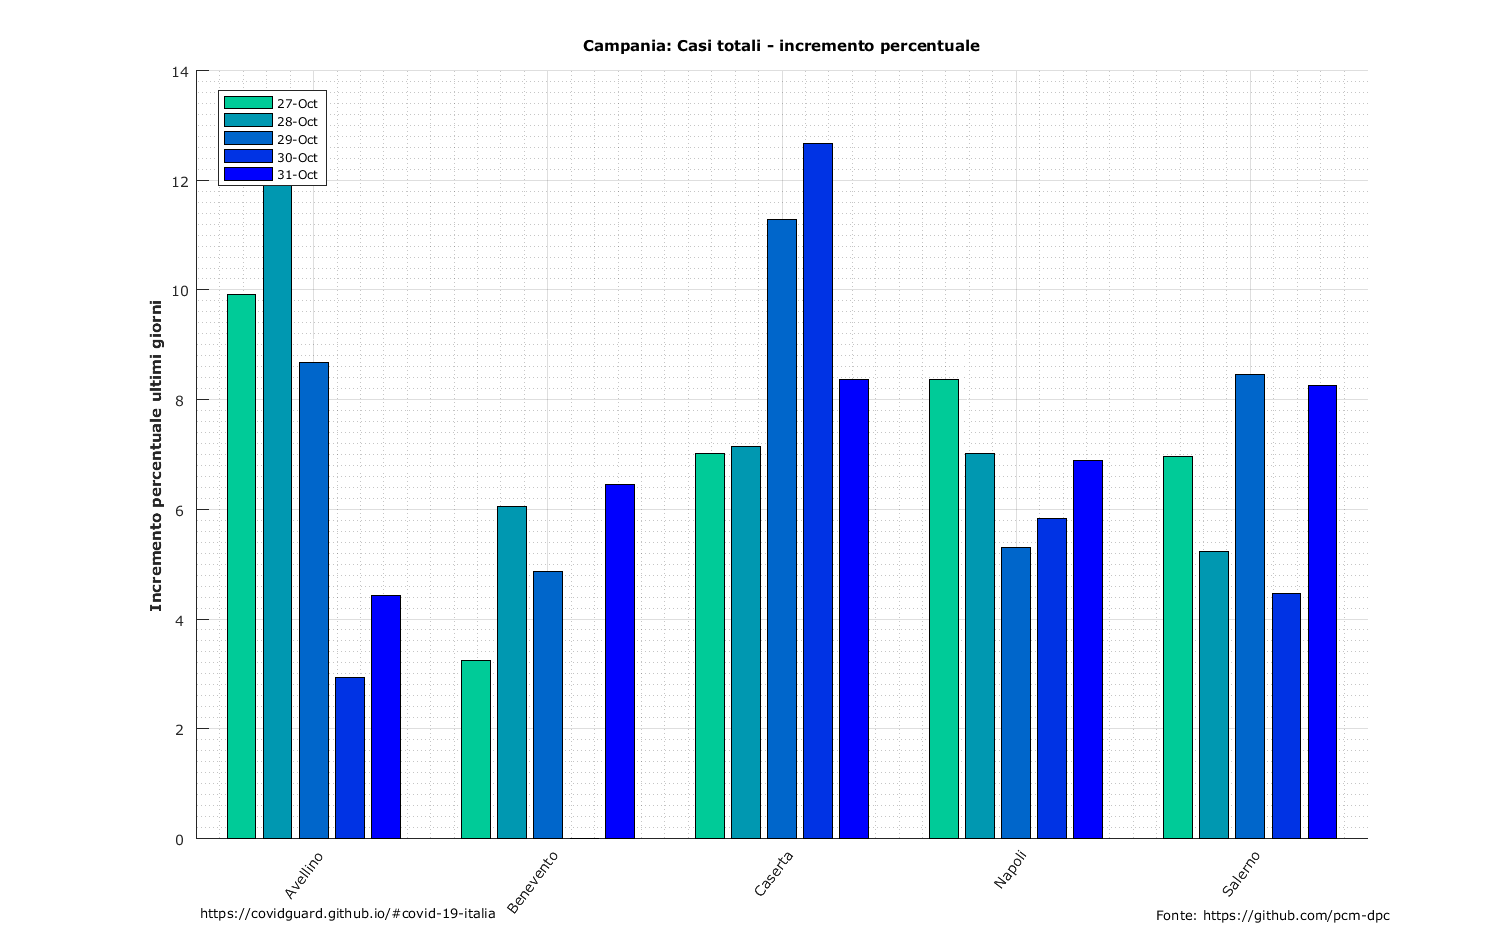 Campania: Casi totali - incremento percentuale
14
12
10
8
6
4
2
0
Incremento percentuale ultimi giorni
27-Oct
28-Oct
29-Oct
30-Oct
31-Oct
Avellino
Benevento
Caserta
Napoli
Salerno
https://covidguard.github.io/#covid-19-italia
Fonte: https://github.com/pcm-dpc